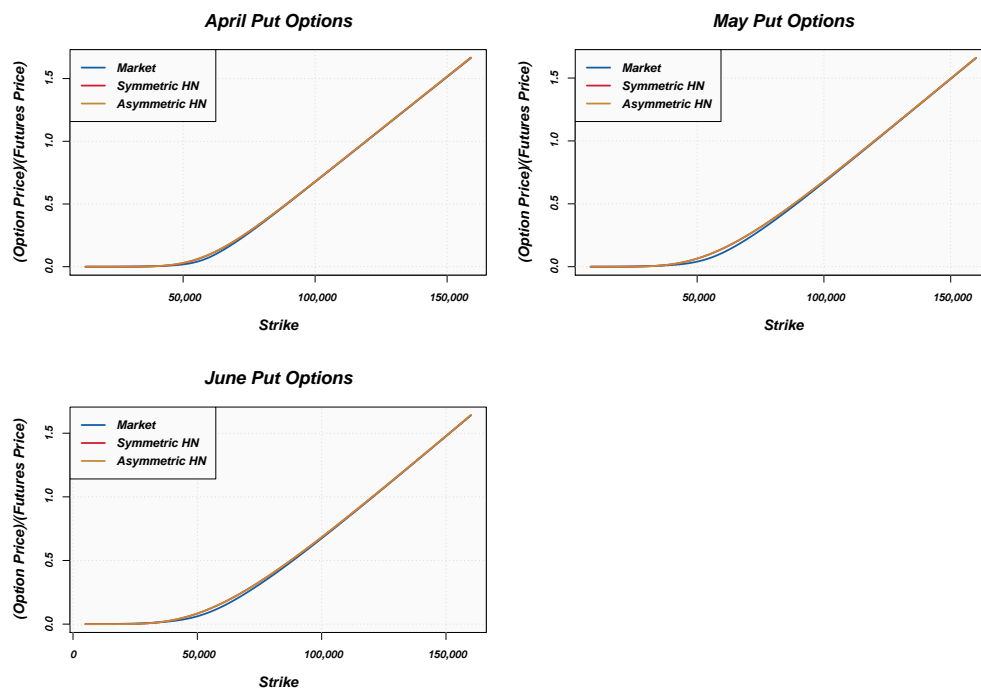 April Put Options
Market
Symmetric HN
Asymmetric HN
(Option Price)/(Futures Price)
0.0
0.5
1.0
1.5
50,000
100,000
150,000
Strike
May Put Options
Market
Symmetric HN
Asymmetric HN
(Option Price)/(Futures Price)
0.0
0.5
1.0
1.5
50,000
100,000
150,000
Strike
June Put Options
Market
Symmetric HN
Asymmetric HN
(Option Price)/(Futures Price)
0.0
0.5
1.0
1.5
0
50,000
100,000
150,000
Strike